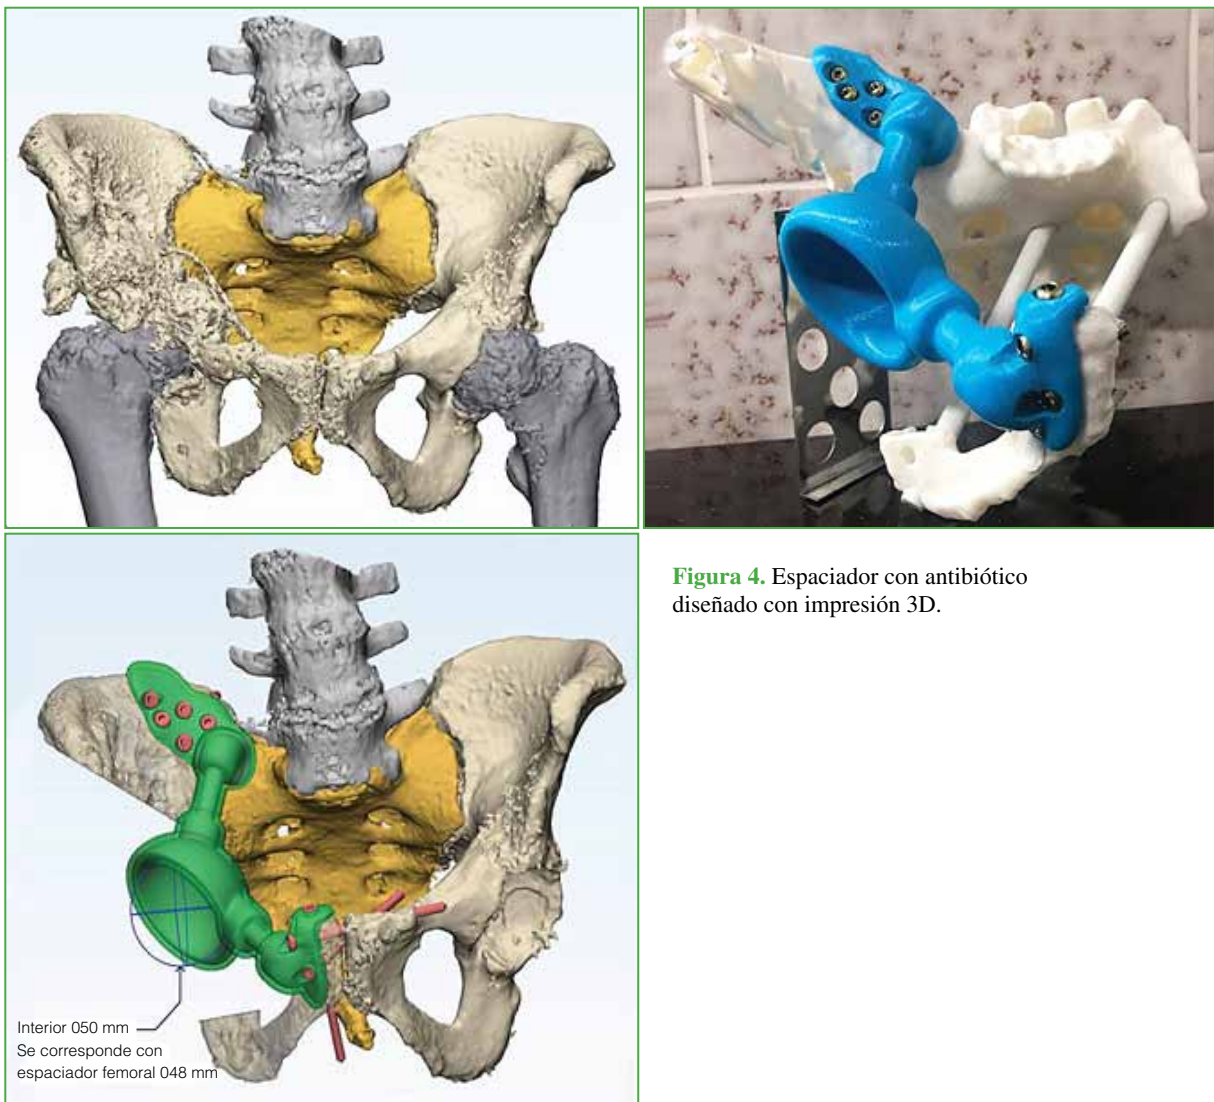 Figura 4. Espaciador con antibiótico
diseñado con impresión 3D.
Interior 050 mm
Se corresponde con
espaciador femoral 048 mm